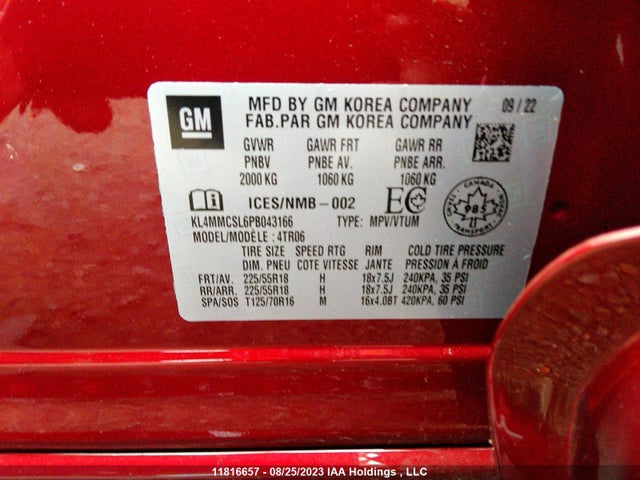 GM
MFD BY GM KOREA COMPANY 09 / 22
FAB.PAR GM KOREA COMPANY
GVWR GAWR FRT GAWR RR
PNBV PNBE AV. PNBE ARR.
2000 KG 1060 KG 1060 KG
ICES/NMB-002 EC
CANADA
985
TRANSPORT
KL4MMCSL6PB043166 TYPE: MPV/VTUM
MODEL/MODÈLE : 4TR06
TIRE SIZE SPEED RTG RIM COLD TIRE PRESSURE
DIM. PNEU COTE VITESSE JANTE PRESSION À FROID
FRT/AV. 225/55R18 H 18x7.5J 240KPA, 35 PSI
RR/ARR. 225/55R18 H 18x7.5J 240KPA, 35 PSI
SPA/SOS T125/70R16 M 16x4.0BT 420KPA, 60 PSI
11816657 - 08/25/2023 IAA Holdings , LLC